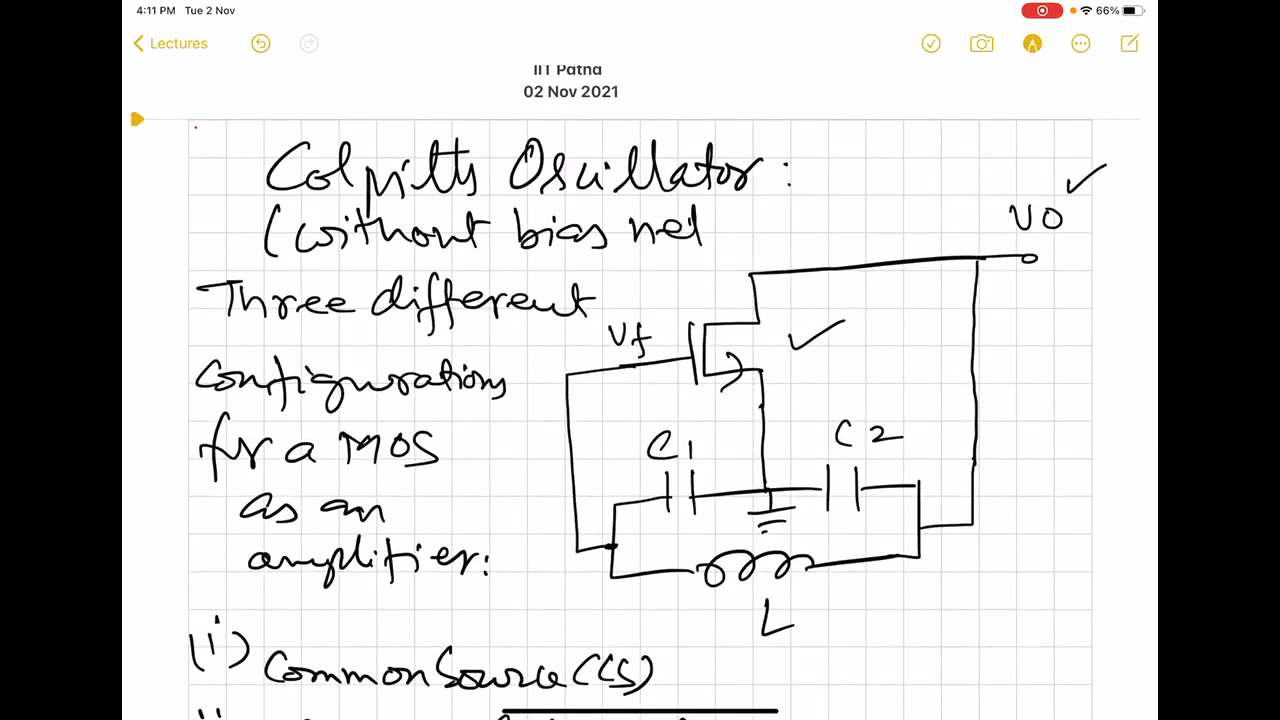 4:11 PM Tue 2 Nov
66%
Lectures
IIT Patna
02 Nov 2021
Colpitts Oscillator:
(without bias net
VO
Three different
Vf
configurations
C1
C2
for a MOS
as an
amplifier:
L
(i) Common Source (CS)